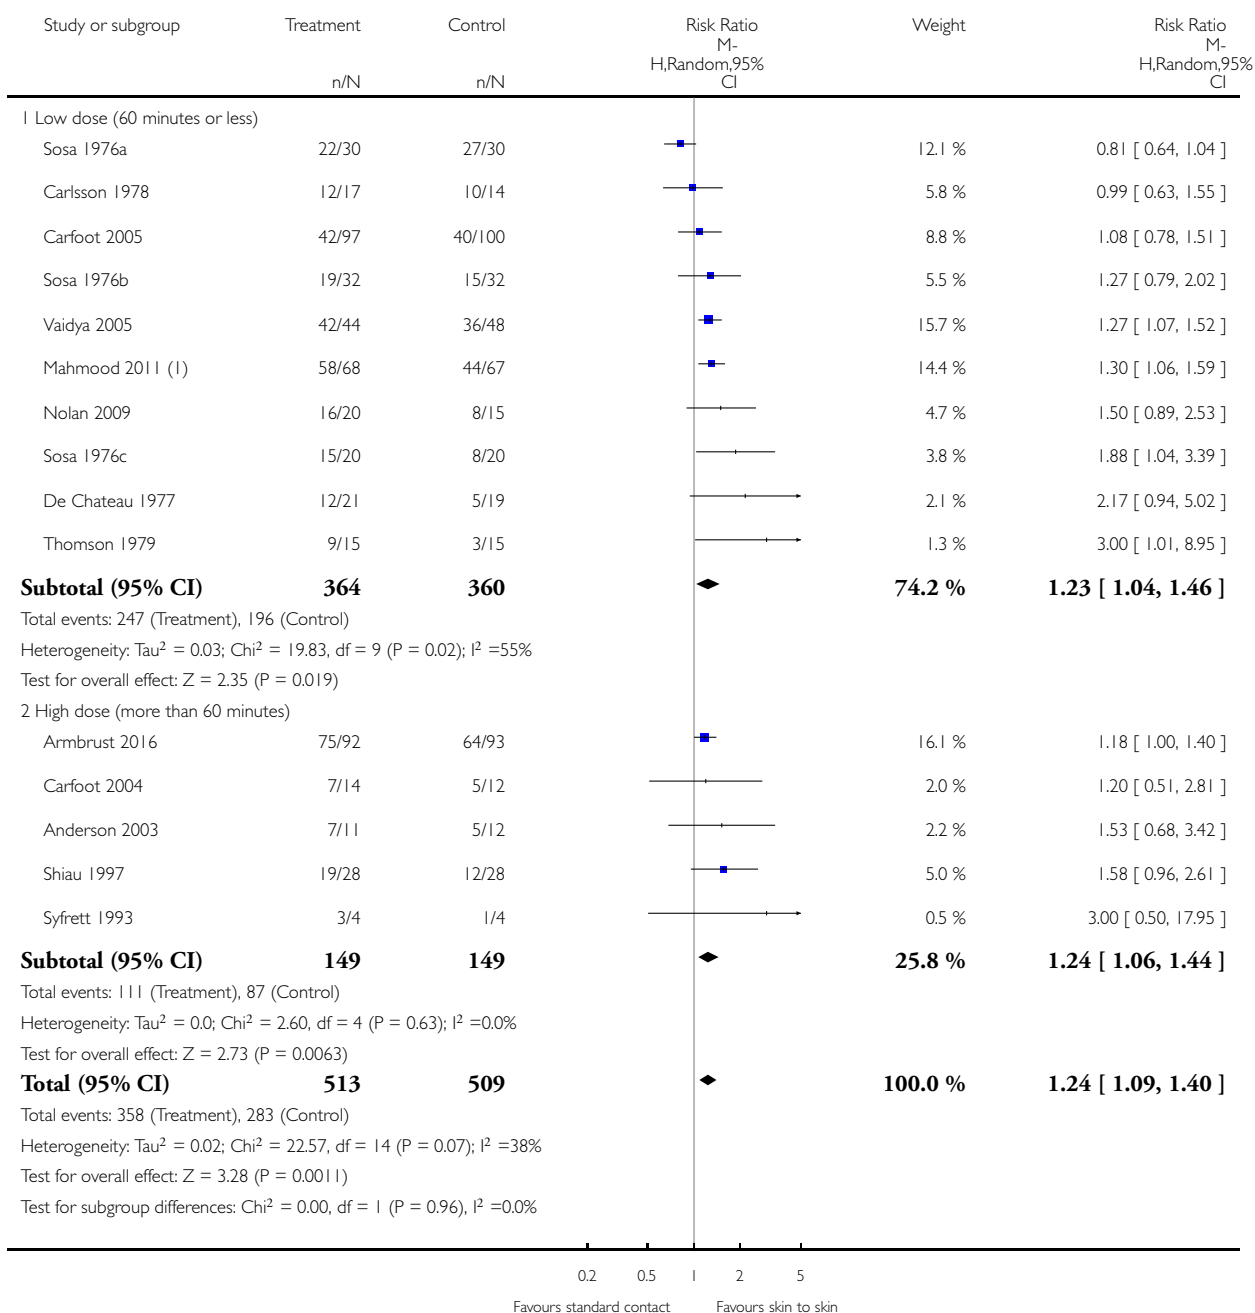 Study or subgroup Treatment Control Risk Ratio Weight Risk Ratio
M- M-
H,Random,95% H,Random,95%
n/N n/N CI CI
1 Low dose (60 minutes or less)
Sosa 1976a 22/30 27/30 12.1 % 0.81 [ 0.64, 1.04 ]
Carlsson 1978 12/17 10/14 5.8 % 0.99 [ 0.63, 1.55 ]
Carfoot 2005 42/97 40/100 8.8 % 1.08 [ 0.78, 1.51 ]
Sosa 1976b 19/32 15/32 5.5 % 1.27 [ 0.79, 2.02 ]
Vaidya 2005 42/44 36/48 15.7 % 1.27 [ 1.07, 1.52 ]
Mahmood 2011 (1) 58/68 44/67 14.4 % 1.30 [ 1.06, 1.59 ]
Nolan 2009 16/20 8/15 4.7 % 1.50 [ 0.89, 2.53 ]
Sosa 1976c 15/20 8/20 3.8 % 1.88 [ 1.04, 3.39 ]
De Chateau 1977 12/21 5/19 2.1 % 2.17 [ 0.94, 5.02 ]
Thomson 1979 9/15 3/15 1.3 % 3.00 [ 1.01, 8.95 ]
Subtotal (95% CI) 364 360 74.2 % 1.23 [ 1.04, 1.46 ]
Total events: 247 (Treatment), 196 (Control)
Heterogeneity: Tau² = 0.03; Chi² = 19.83, df = 9 (P = 0.02); I² =55%
Test for overall effect: Z = 2.35 (P = 0.019)
2 High dose (more than 60 minutes)
Armbrust 2016 75/92 64/93 16.1 % 1.18 [ 1.00, 1.40 ]
Carfoot 2004 7/14 5/12 2.0 % 1.20 [ 0.51, 2.81 ]
Anderson 2003 7/11 5/12 2.2 % 1.53 [ 0.68, 3.42 ]
Shiau 1997 19/28 12/28 5.0 % 1.58 [ 0.96, 2.61 ]
Syfrett 1993 3/4 1/4 0.5 % 3.00 [ 0.50, 17.95 ]
Subtotal (95% CI) 149 149 25.8 % 1.24 [ 1.06, 1.44 ]
Total events: 111 (Treatment), 87 (Control)
Heterogeneity: Tau² = 0.0; Chi² = 2.60, df = 4 (P = 0.63); I² =0.0%
Test for overall effect: Z = 2.73 (P = 0.0063)
Total (95% CI) 513 509 100.0 % 1.24 [ 1.09, 1.40 ]
Total events: 358 (Treatment), 283 (Control)
Heterogeneity: Tau² = 0.02; Chi² = 22.57, df = 14 (P = 0.07); I² =38%
Test for overall effect: Z = 3.28 (P = 0.0011)
Test for subgroup differences: Chi² = 0.00, df = 1 (P = 0.96), I² =0.0%
0.2 0.5 1 2 5
Favours standard contact Favours skin to skin